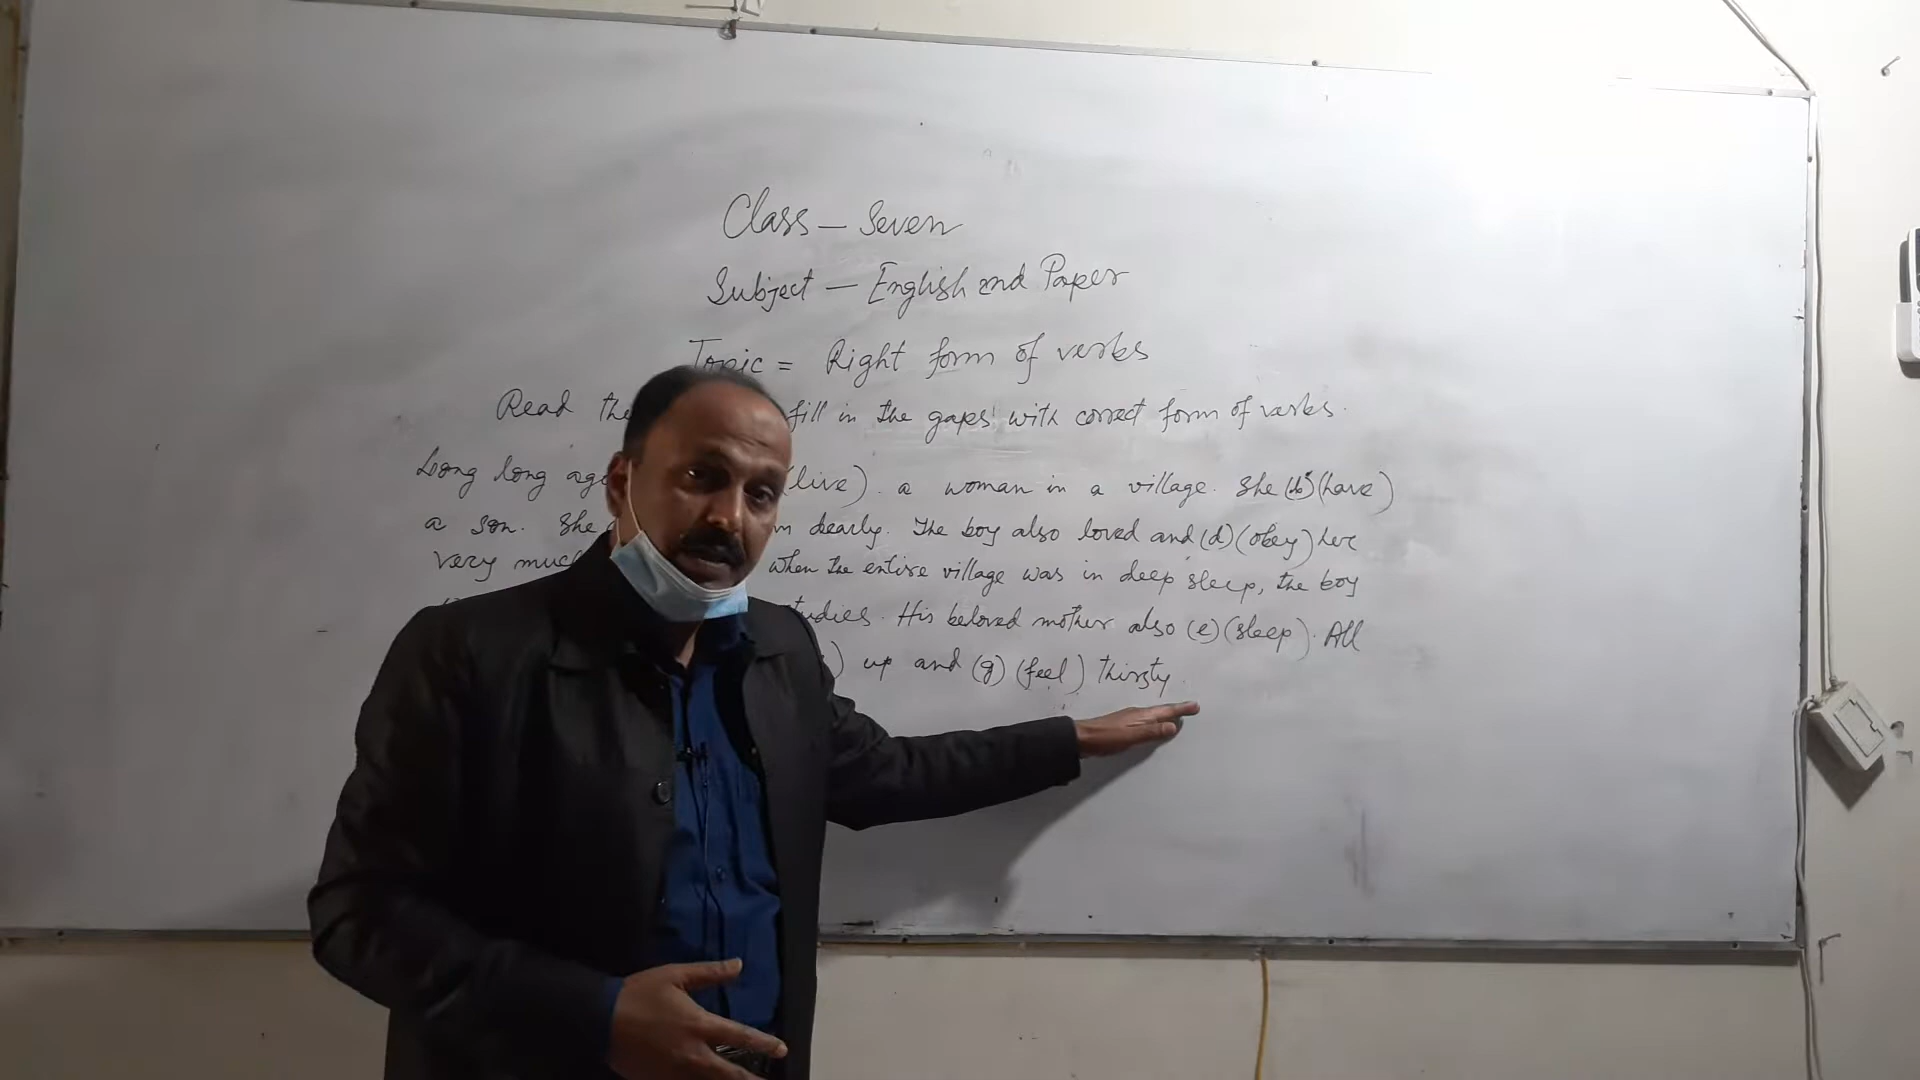 Class – Seven
Subject – English 2nd Paper
Topic = Right form of verbs
Read the fill in the gaps with correct form of verbs.
Long long ago (live). a woman in a village. She (b) (have)
a son. She dearly. The boy also loved and (d) (obey) her
very much when the entire village was in deep sleep, the boy
studies. His beloved mother also (e) (sleep). All
up and (g) (feel) thirsty.